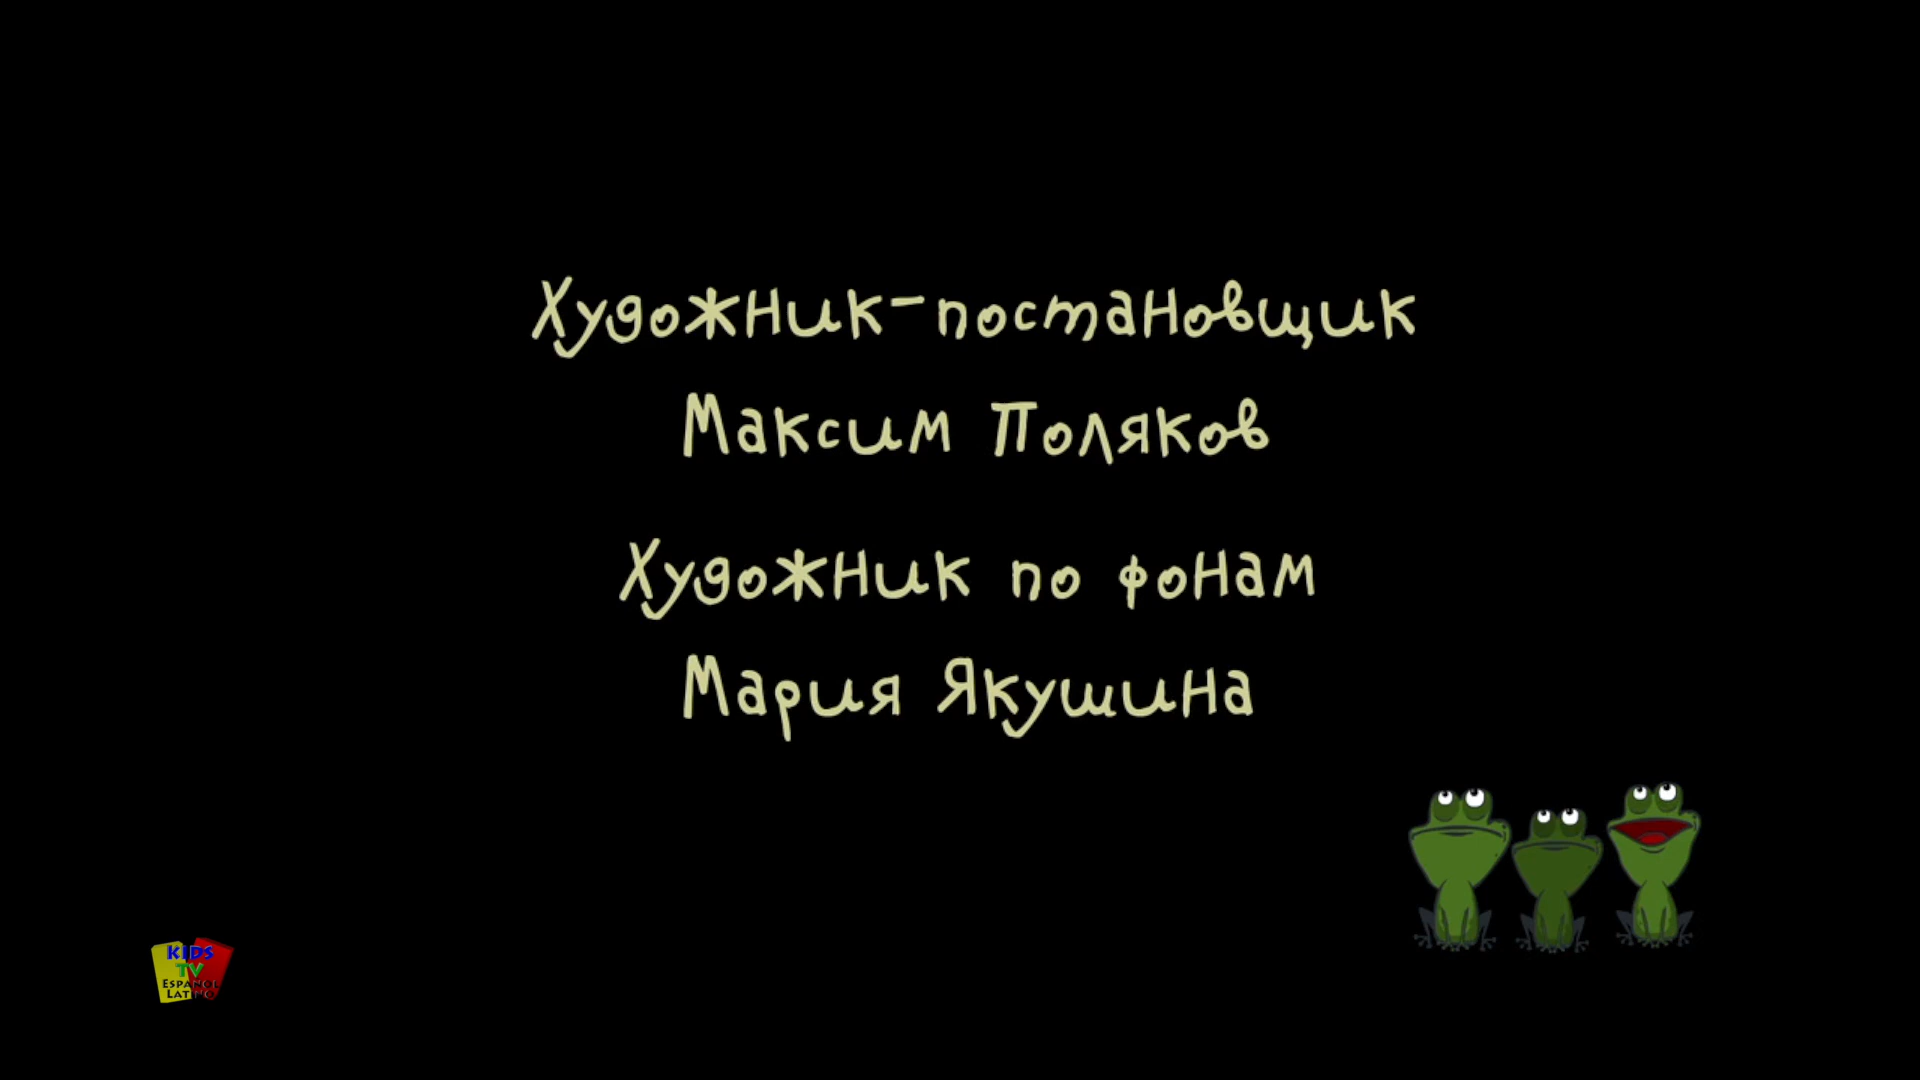 Художник-постановщик
Максим Поляков
Художник по фонам
Мария Якушина
KIDS
TV
ESPAÑOL
LATINO